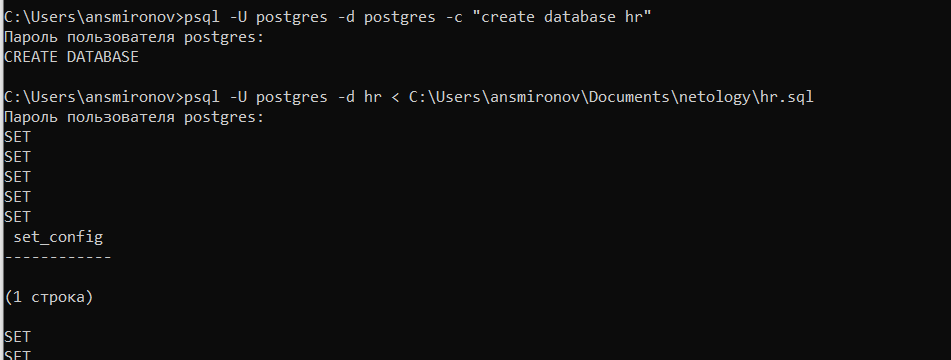 C:\Users\ansmironov>psql -U postgres -d postgres -c "create database hr"
Пароль пользователя postgres:
CREATE DATABASE
C:\Users\ansmironov>psql -U postgres -d hr < C:\Users\ansmironov\Documents\netology\hr.sql
Пароль пользователя postgres:
SET
SET
SET
SET
SET
 set_config
------------
(1 строка)
SET
SET